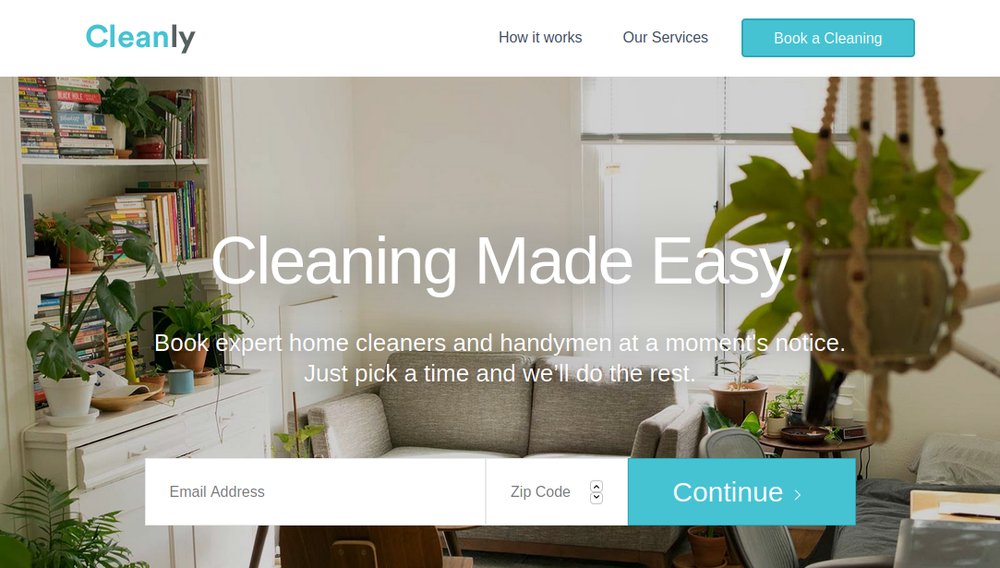 Cleanly
How it works
Our Services
Book a Cleaning
Cleaning Made Easy
Book expert home cleaners and handymen at a moment's notice.
Just pick a time and we'll do the rest.
Email Address
Zip Code
Continue